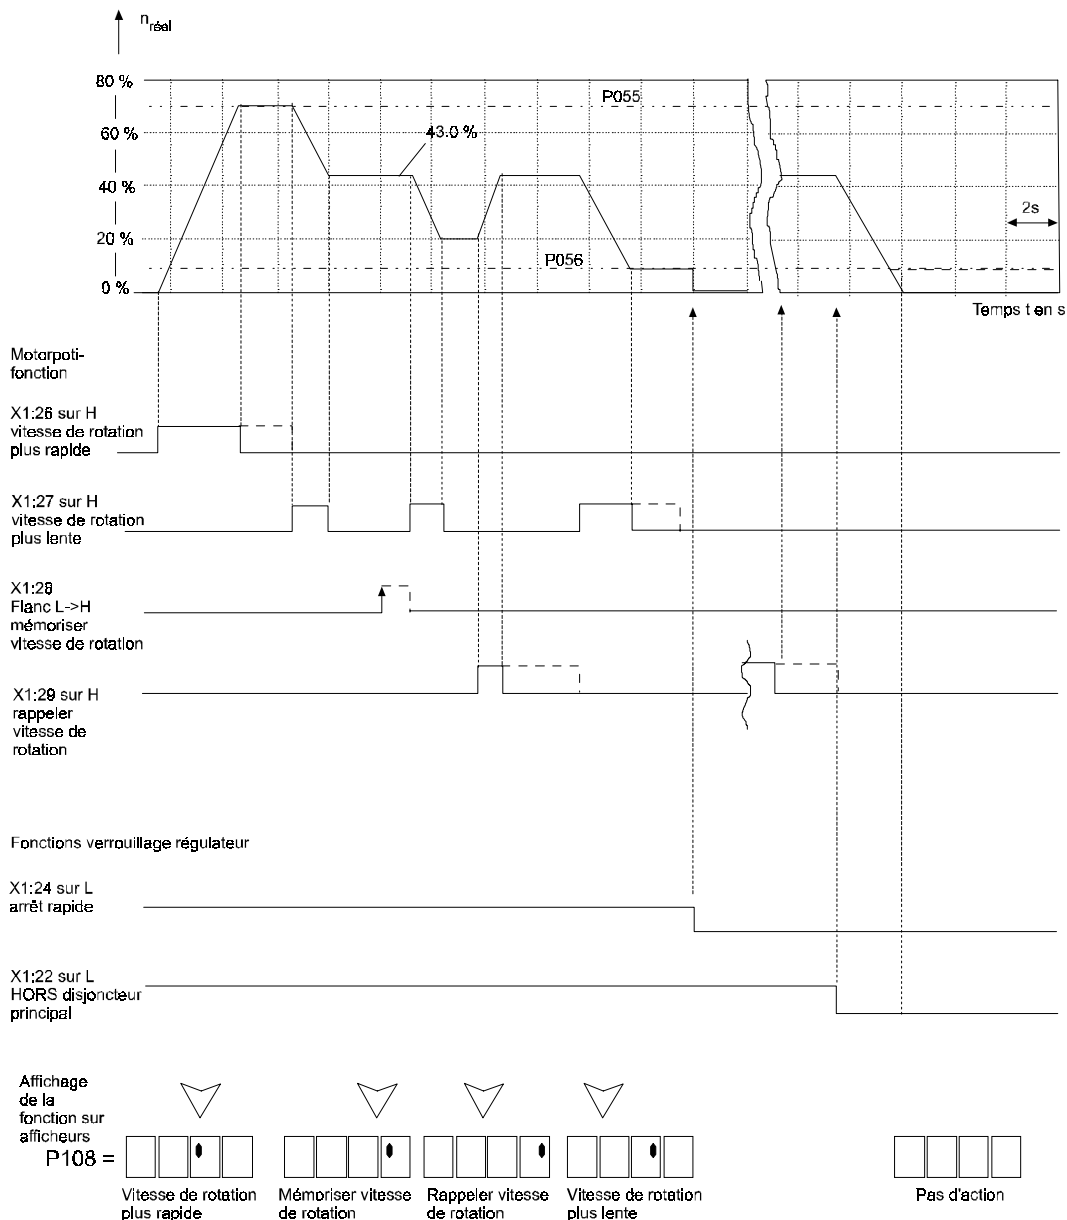 n réel
80 %
P055
60 %
43.0 %
40 %
2s
20 %
P056
0 %
Temps t en s
Motorpoti-
fonction
X1:26 sur H
vitesse de rotation
plus rapide
X1:27 sur H
vitesse de rotation
plus lente
X1:28
Flanc L->H
mémoriser
vitesse de rotation
X1:29 sur H
rappeler
vitesse de
rotation
Fonctions verrouillage régulateur
X1:24 sur L
arrêt rapide
X1:22 sur L
HORS disjoncteur
principal
Affichage
de la
fonction sur
afficheurs
P108 =
Vitesse de rotation
plus rapide
Mémoriser vitesse
de rotation
Rappeler vitesse
de rotation
Vitesse de rotation
plus lente
Pas d'action